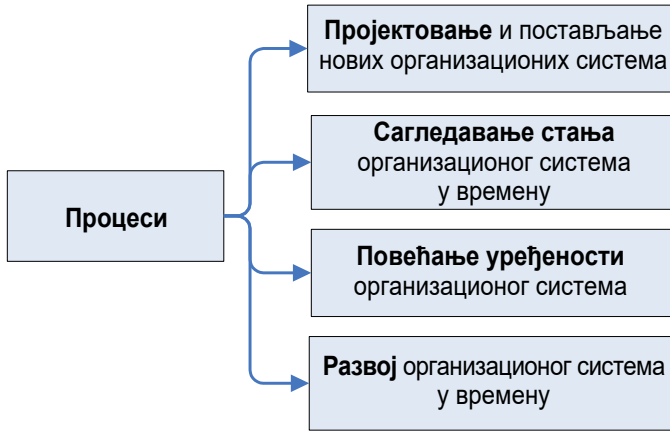 Процеси
Пројектовање и постављање
нових организационих система
Сагледавање стања
организационог система
у времену
Повећање уређености
организационог система
Развој организационог система
у времену